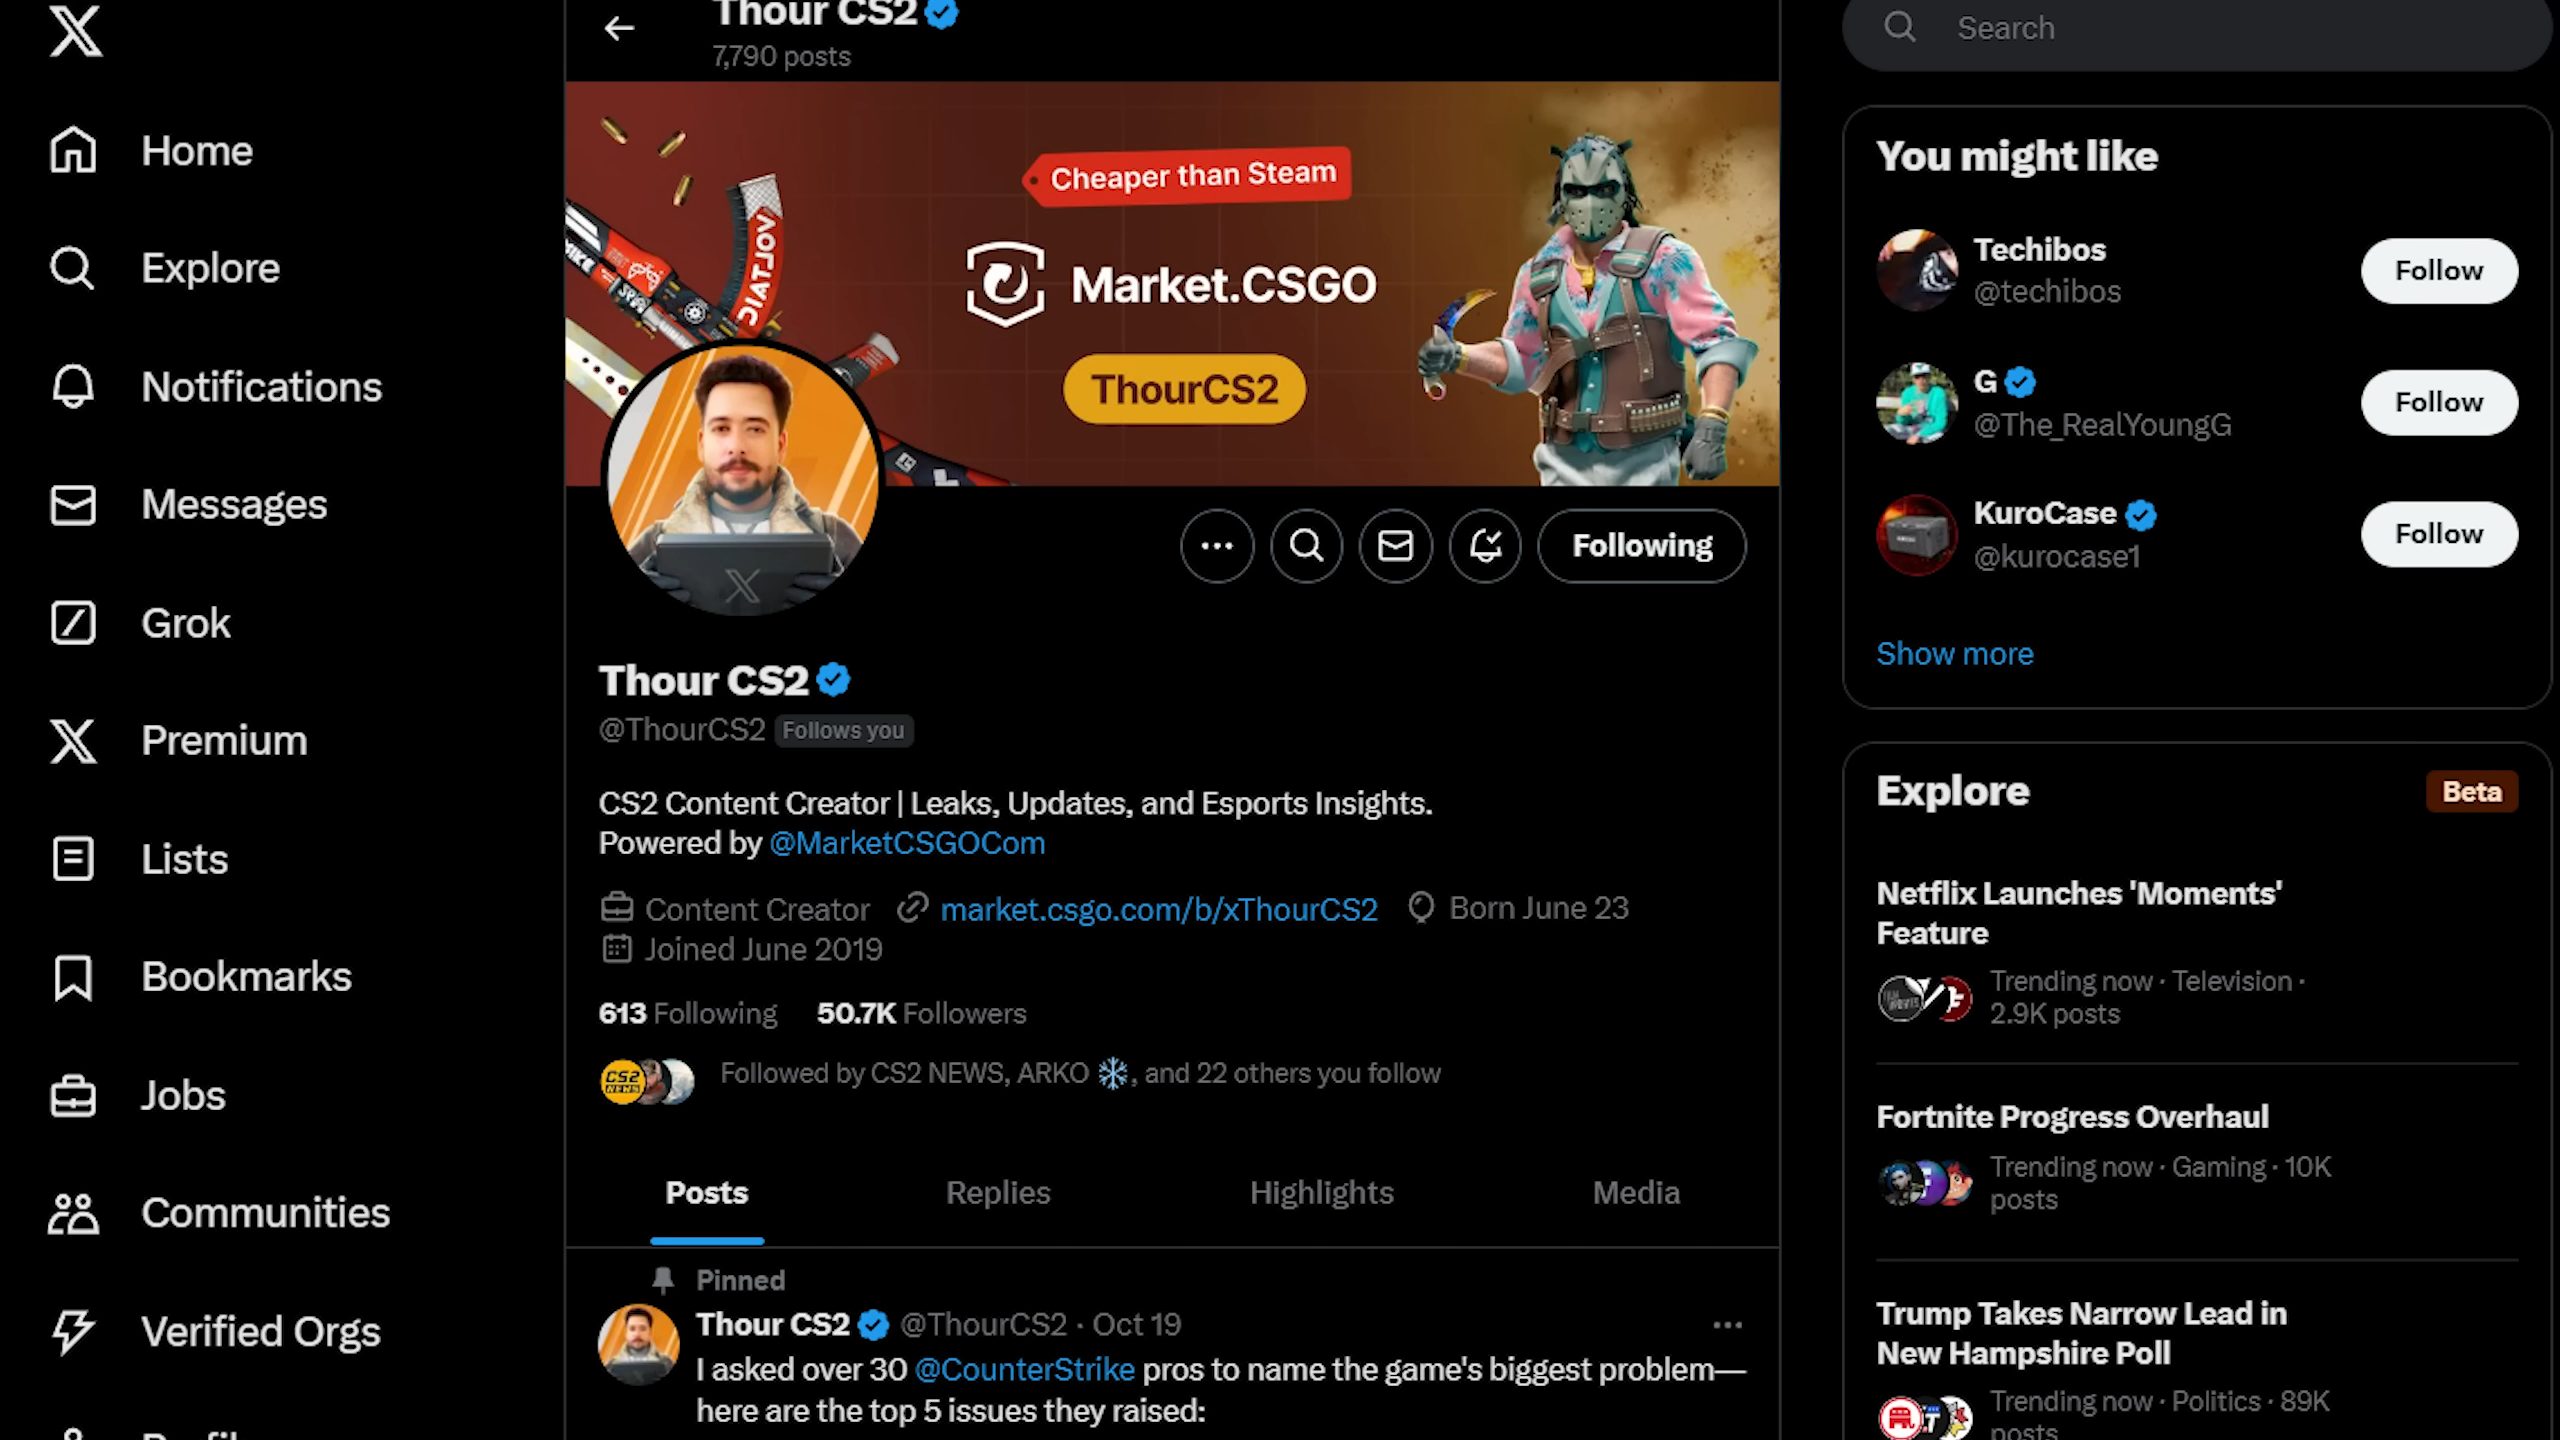 Home
Explore
Notifications
Messages
Grok
Premium
Lists
Bookmarks
Jobs
Communities
Verified Orgs
Thour CS2
7,790 posts
Cheaper than Steam
Market.CSGO
ThourCS2
Following
Thour CS2
@ThourCS2 Follows you
CS2 Content Creator | Leaks, Updates, and Esports Insights.
Powered by @MarketCSGOCom
Content Creator market.csgo.com/b/xThourCS2 Born June 23
Joined June 2019
613 Following 50.7K Followers
CS2
NEWS
Followed by CS2 NEWS, ARKO ❄️, and 22 others you follow
Posts Replies Highlights Media
Pinned
Thour CS2 @ThourCS2 · Oct 19
I asked over 30 @CounterStrike pros to name the game's biggest problem—
here are the top 5 issues they raised:
Search
You might like
Techibos
@techibos
Follow
G
@The_RealYoungG
Follow
KuroCase
@kurocase1
Follow
Show more
Explore
Beta
Netflix Launches 'Moments'
Feature
Trending now · Television ·
2.9K posts
Fortnite Progress Overhaul
Trending now · Gaming · 10K
posts
Trump Takes Narrow Lead in
New Hampshire Poll
Trending now · Politics · 89K
posts